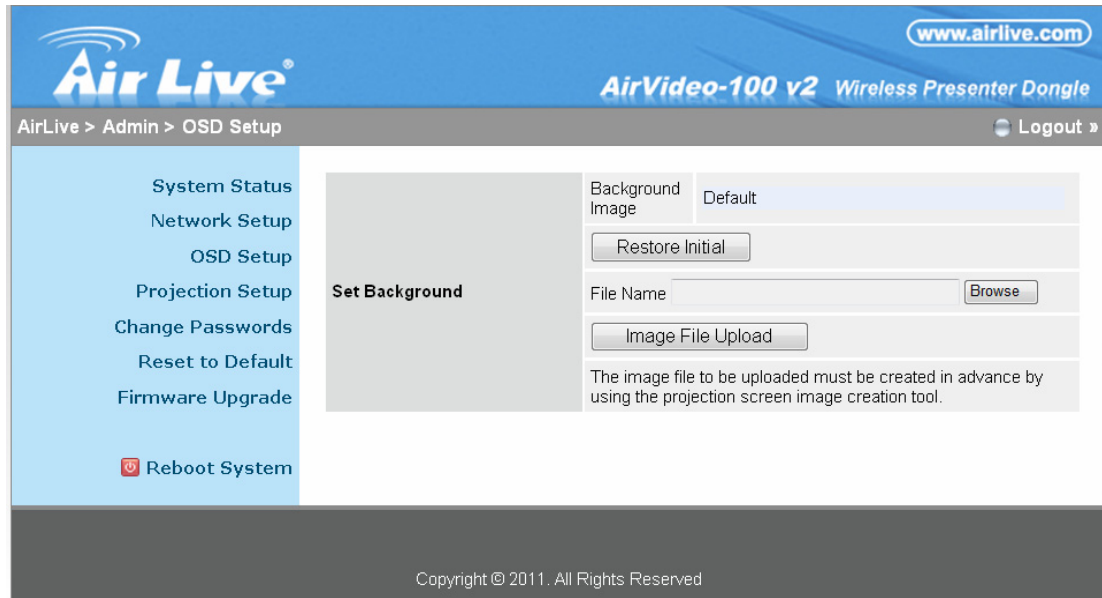 www.airlive.com
Air Live®
AirVideo-100 v2 Wireless Presenter Dongle
AirLive > Admin > OSD Setup
Logout »
System Status
Network Setup
OSD Setup
Projection Setup
Change Passwords
Reset to Default
Firmware Upgrade
Reboot System
Set Background
Background
Image
Default
Restore Initial
File Name
Browse
Image File Upload
The image file to be uploaded must be created in advance by
using the projection screen image creation tool.
Copyright © 2011. All Rights Reserved